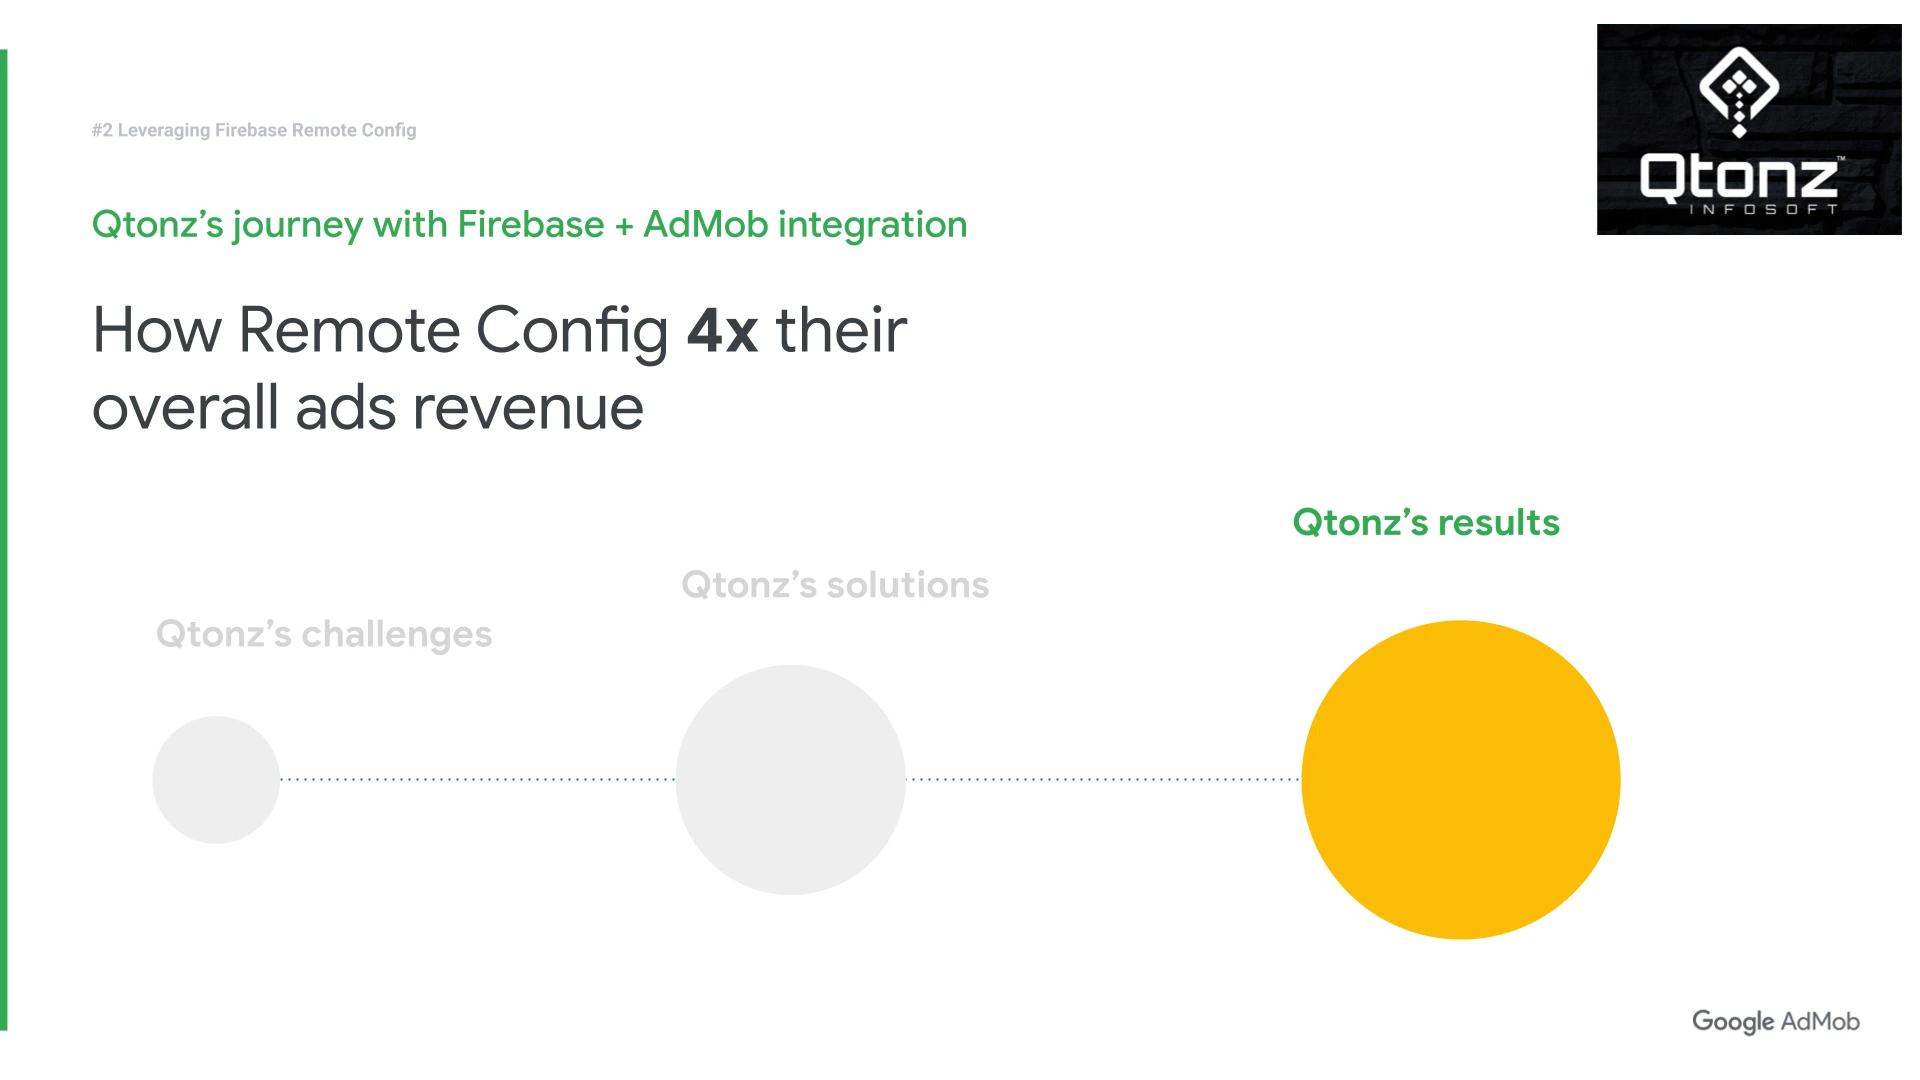 #2 Leveraging Firebase Remote Config
Qtonz
TM
INFOSOFT
Qtonz’s journey with Firebase + AdMob integration
How Remote Config 4x their
overall ads revenue
Qtonz’s results
Qtonz’s solutions
Qtonz’s challenges
Google AdMob